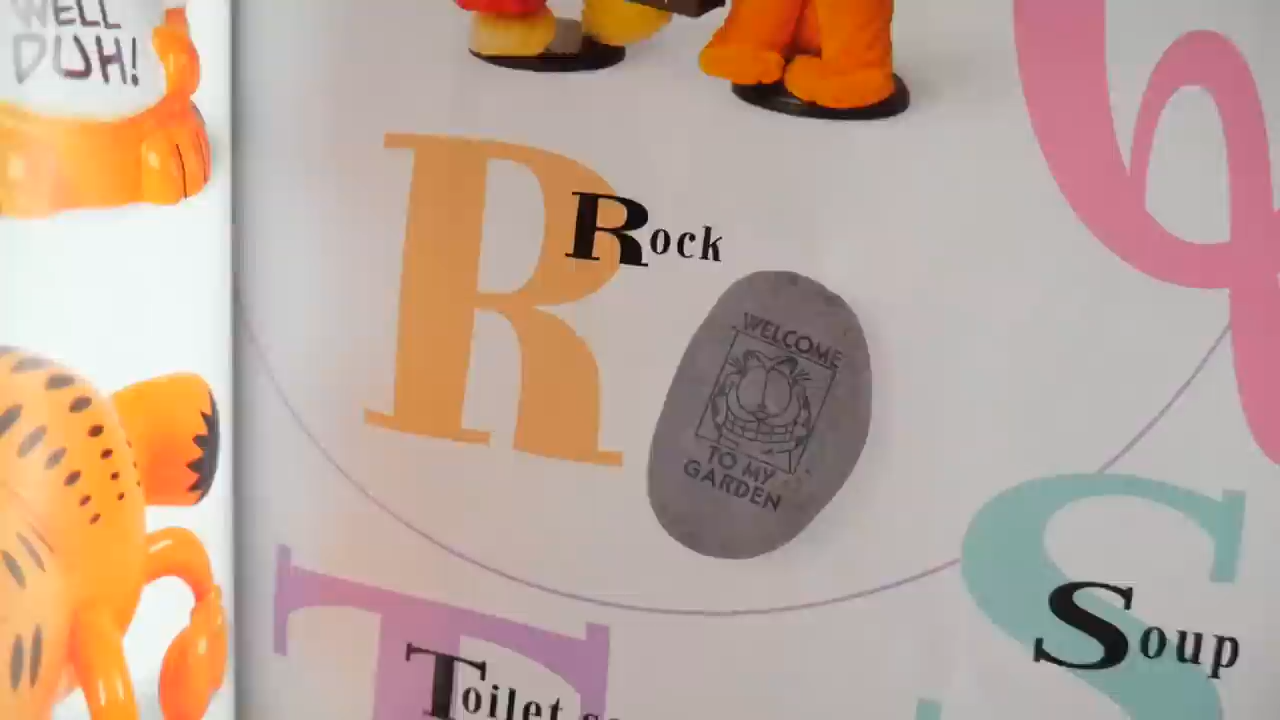 WELL
DUH!
R
Rock
WELCOME
TO MY
GARDEN
S
Soup
T
Toilet